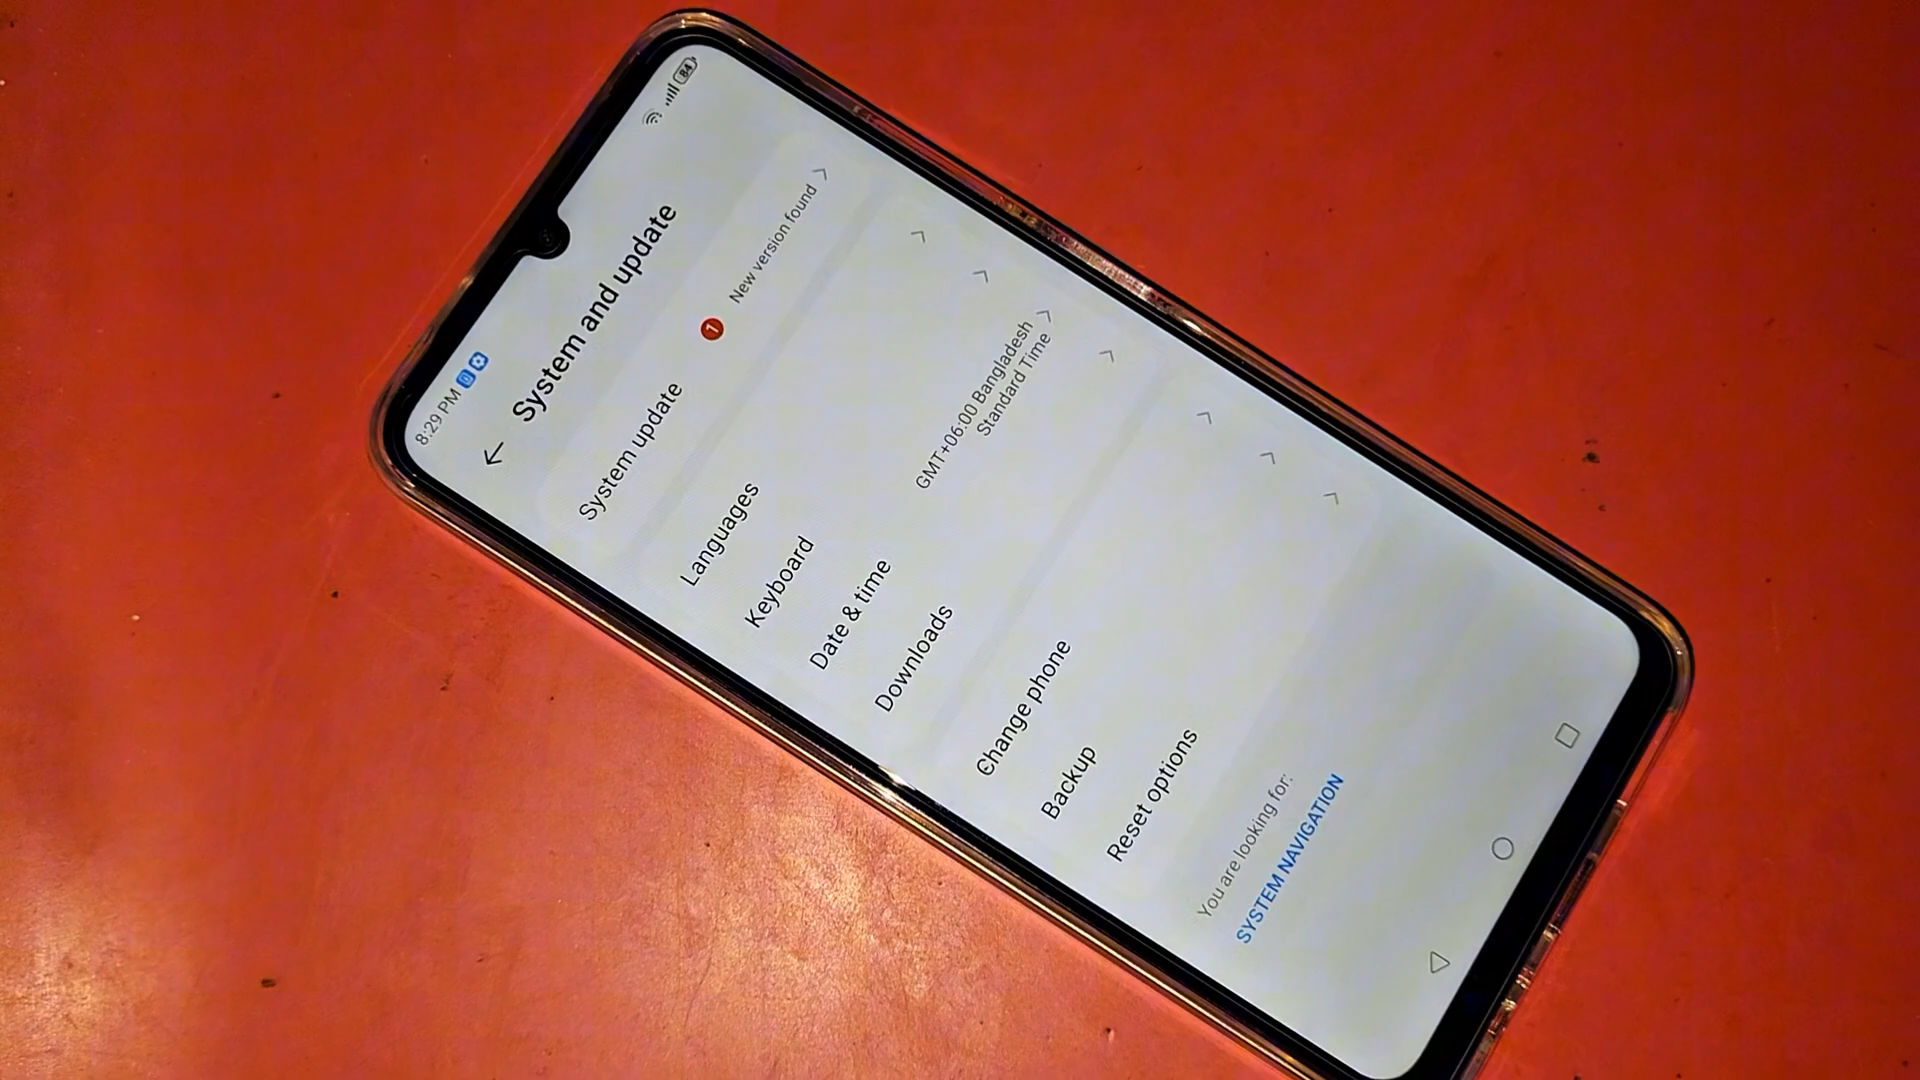 8:29 PM
84
System and update
System update
1
New version found
Languages
Keyboard
Date & time
GMT+06:00 Bangladesh
Standard Time
Downloads
Change phone
Backup
Reset options
You are looking for:
SYSTEM NAVIGATION